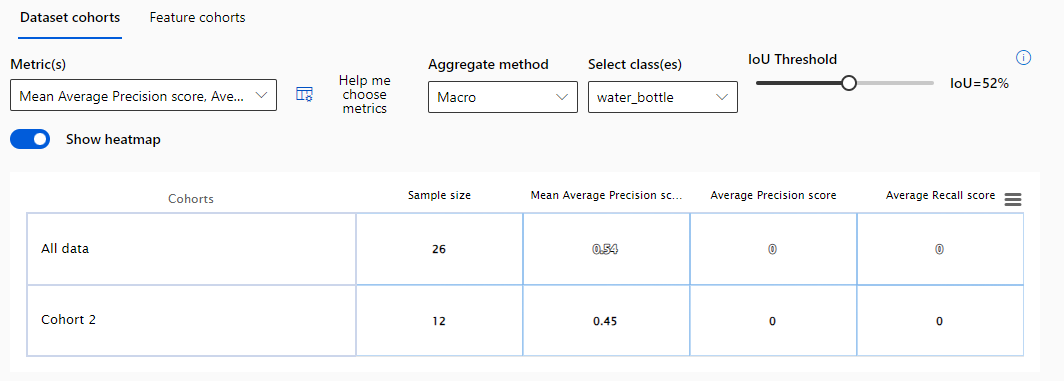 Dataset cohorts Feature cohorts
Metric(s)
Mean Average Precision score, Ave...
Help me
choose
metrics
Aggregate method
Macro
Select class(es)
water_bottle
IoU Threshold
IoU=52%
Show heatmap
Cohorts Sample size Mean Average Precision sc... Average Precision score Average Recall score
All data 26 0.54 0 0
Cohort 2 12 0.45 0 0